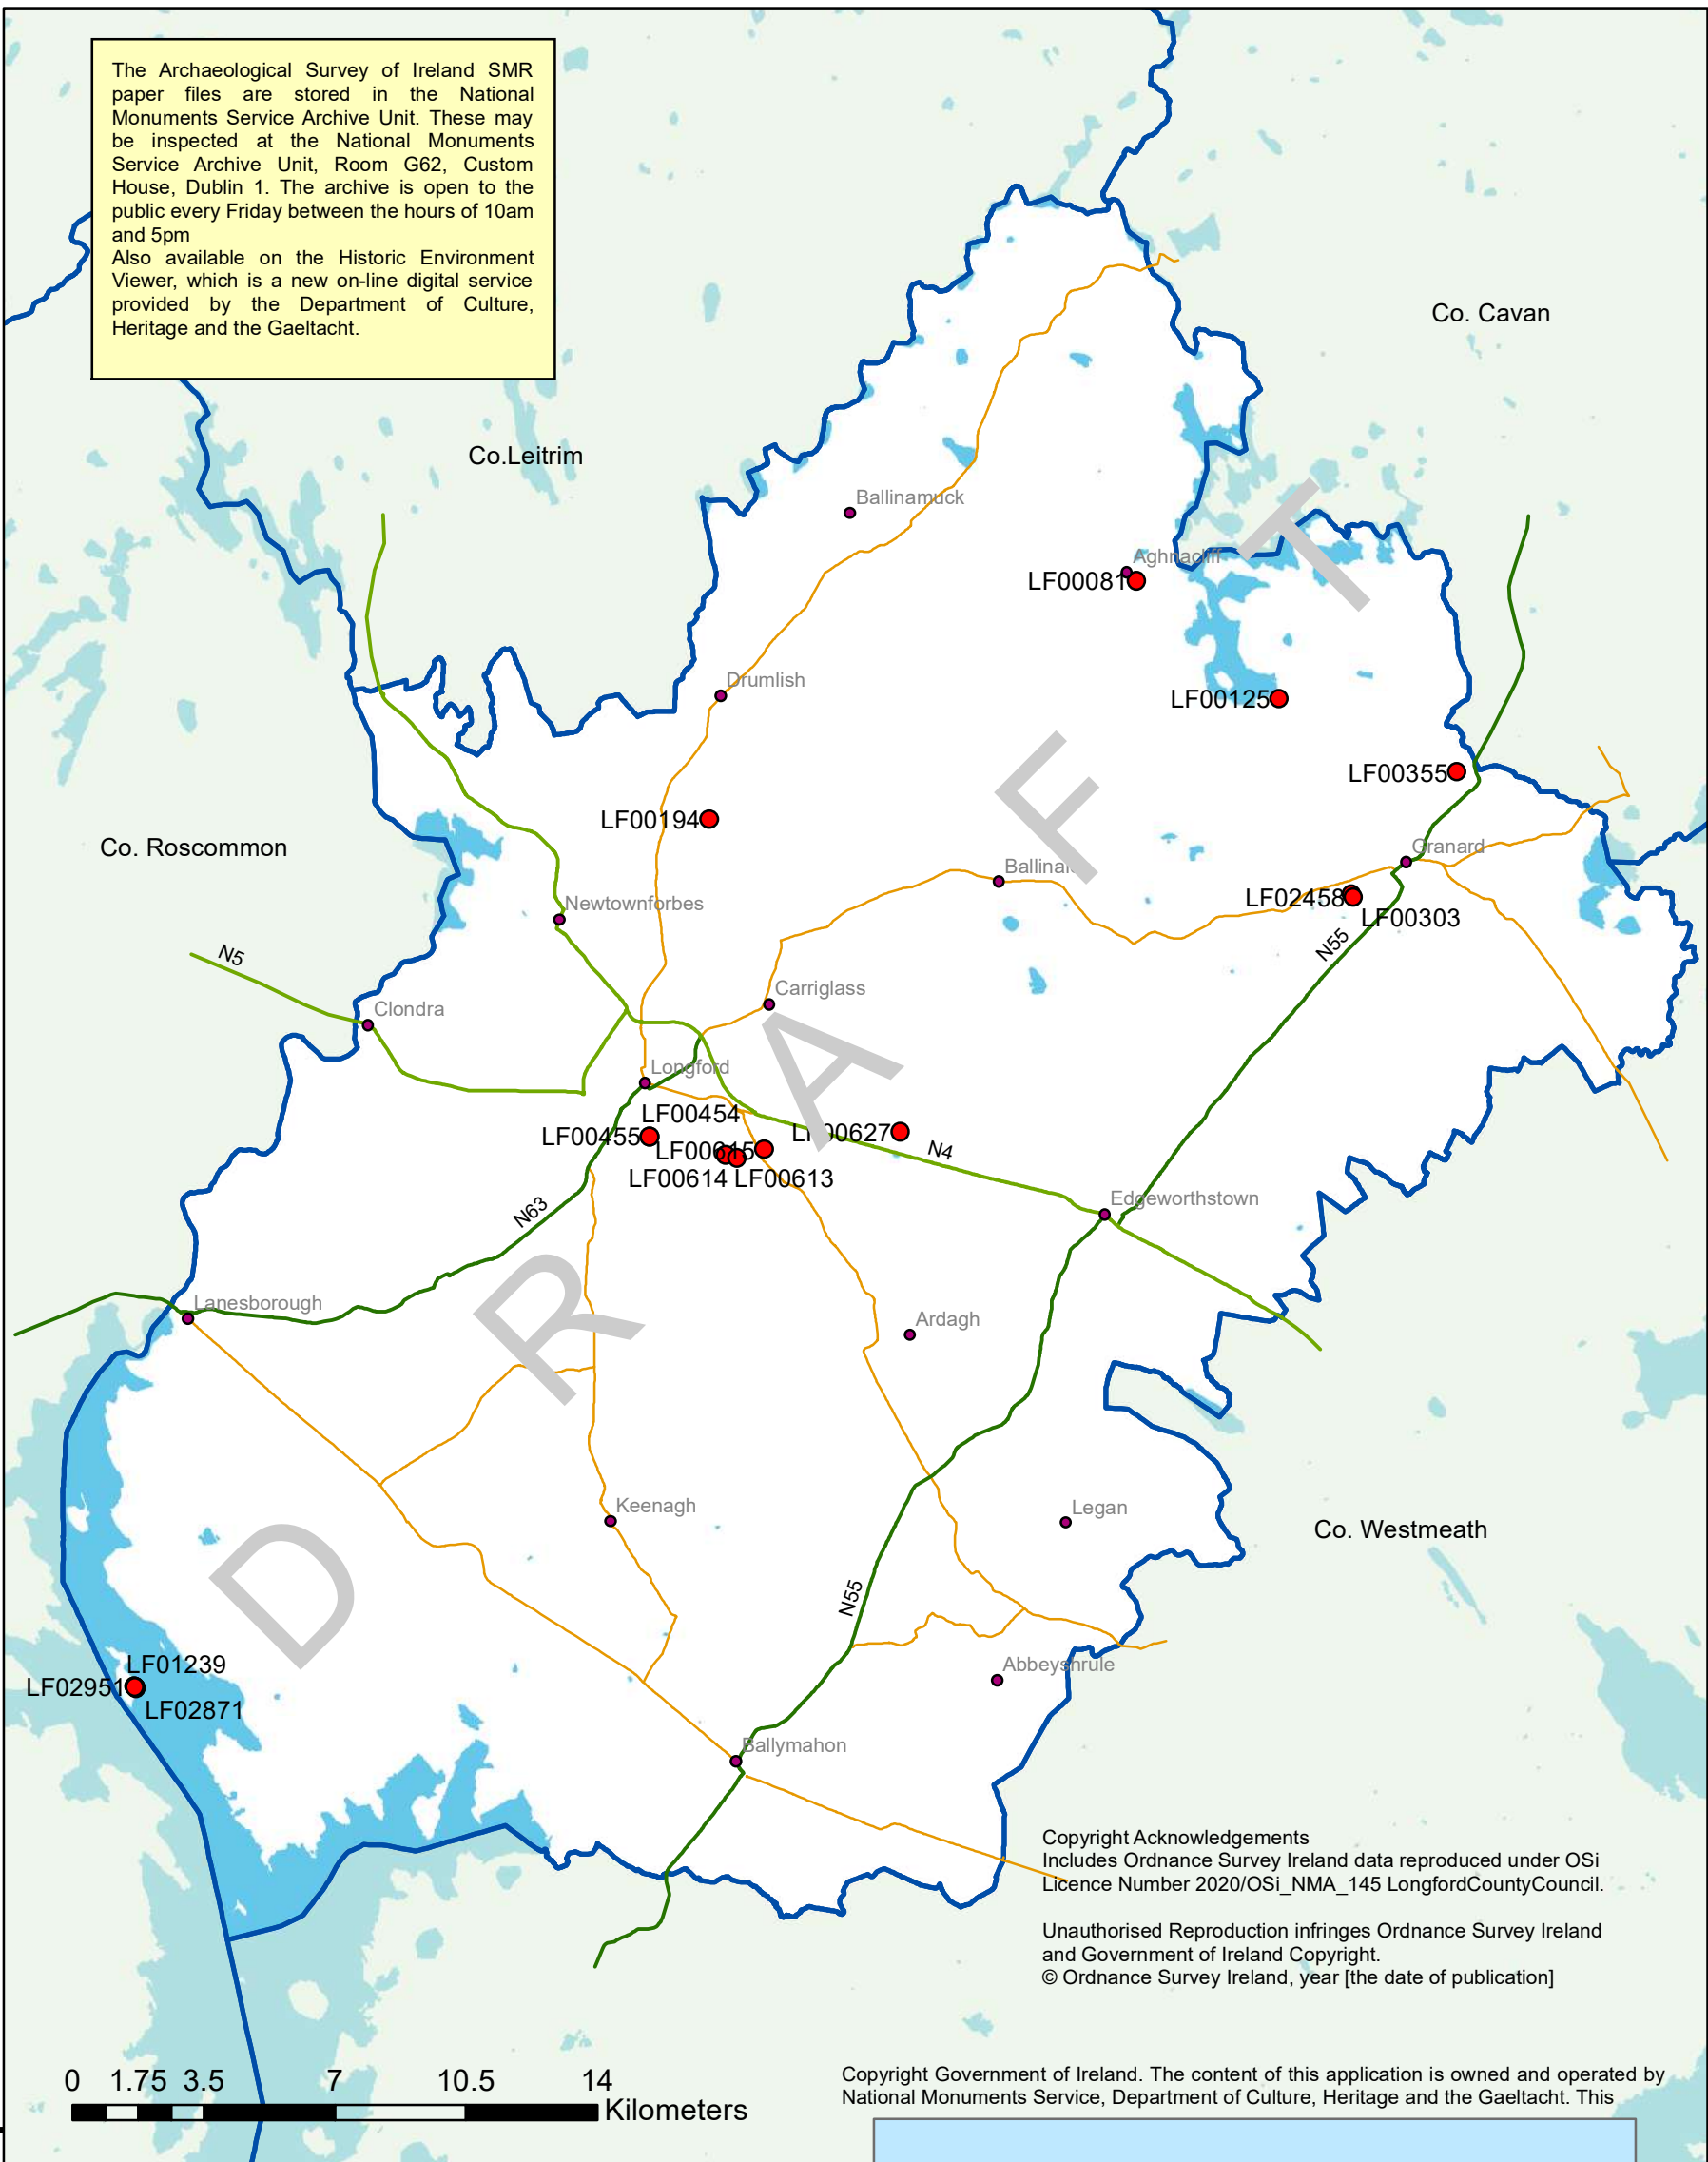 The Archaeological Survey of Ireland SMR
paper files are stored in the National
Monuments Service Archive Unit. These may
be inspected at the National Monuments
Service Archive Unit, Room G62, Custom
House, Dublin 1. The archive is open to the
public every Friday between the hours of 10am
and 5pm
Also available on the Historic Environment
Viewer, which is a new on-line digital service
provided by the Department of Culture,
Heritage and the Gaeltacht.
Co. Cavan
Co.Leitrim
Ballinamuck
Aghnacliff
LF00081
Drumlish
LF00125
LF00355
LF00194
Co. Roscommon
Granard
LF02458
LF00303
Newtownforbes
N5
N55
Carriglass
Clondra
Longford
LF00454
LF00455
LF00615
LF00627
N4
LF00614
LF00613
Edgeworthstown
N63
Lanesborough
Ardagh
Keenagh
Legan
Co. Westmeath
N55
Abbeyshrule
LF01239
LF02951
LF02871
Ballymahon
D R A F T
Copyright Acknowledgements
Includes Ordnance Survey Ireland data reproduced under OSi
Licence Number 2020/OSi_NMA_145 LongfordCountyCouncil.
Unauthorised Reproduction infringes Ordnance Survey Ireland
and Government of Ireland Copyright.
© Ordnance Survey Ireland, year [the date of publication]
0 1.75 3.5 7 10.5 14
Kilometers
Copyright Government of Ireland. The content of this application is owned and operated by
National Monuments Service, Department of Culture, Heritage and the Gaeltacht. This